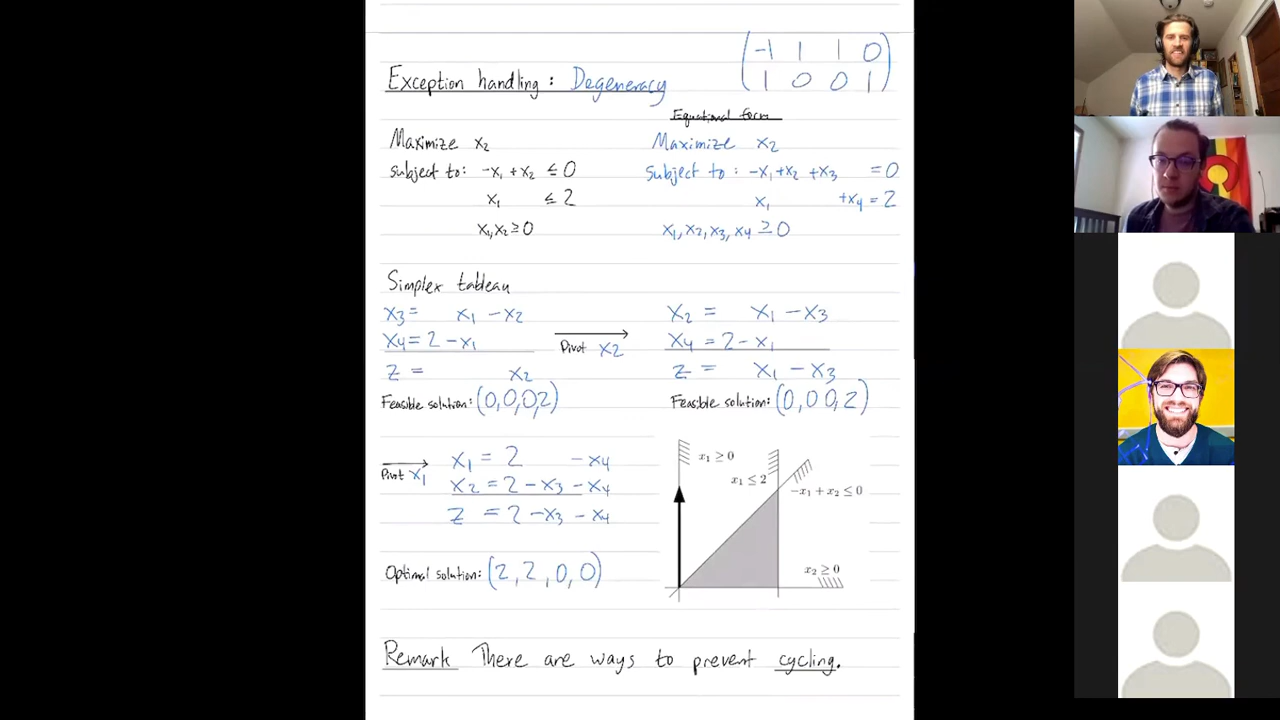 Exception handling: Degeneracy
-1 1 1 0
1 0 0 1
Equational form
Maximize x₂
subject to: -x₁ + x₂ ≤ 0
x₁ ≤ 2
x₁, x₂ ≥ 0
Maximize x₂
subject to: -x₁ + x₂ + x₃ = 0
x₁ + x₄ = 2
x₁, x₂, x₃, x₄ ≥ 0
Simplex tableau
x₃ = x₁ - x₂
x₄ = 2 - x₁
z = x₂
Feasible solution: (0,0,0,2)
Pivot x₂
x₂ = x₁ - x₃
x₄ = 2 - x₁
z = x₁ - x₃
Feasible solution: (0,0 0,2)
Pivot x₁
x₁ = 2 - x₄
x₂ = 2 - x₃ - x₄
z = 2 - x₃ - x₄
Optimal solution: (2,2,0,0)
x₁ ≥ 0
x₁ ≤ 2
-x₁ + x₂ ≤ 0
x₂ ≥ 0
Remark There are ways to prevent cycling.